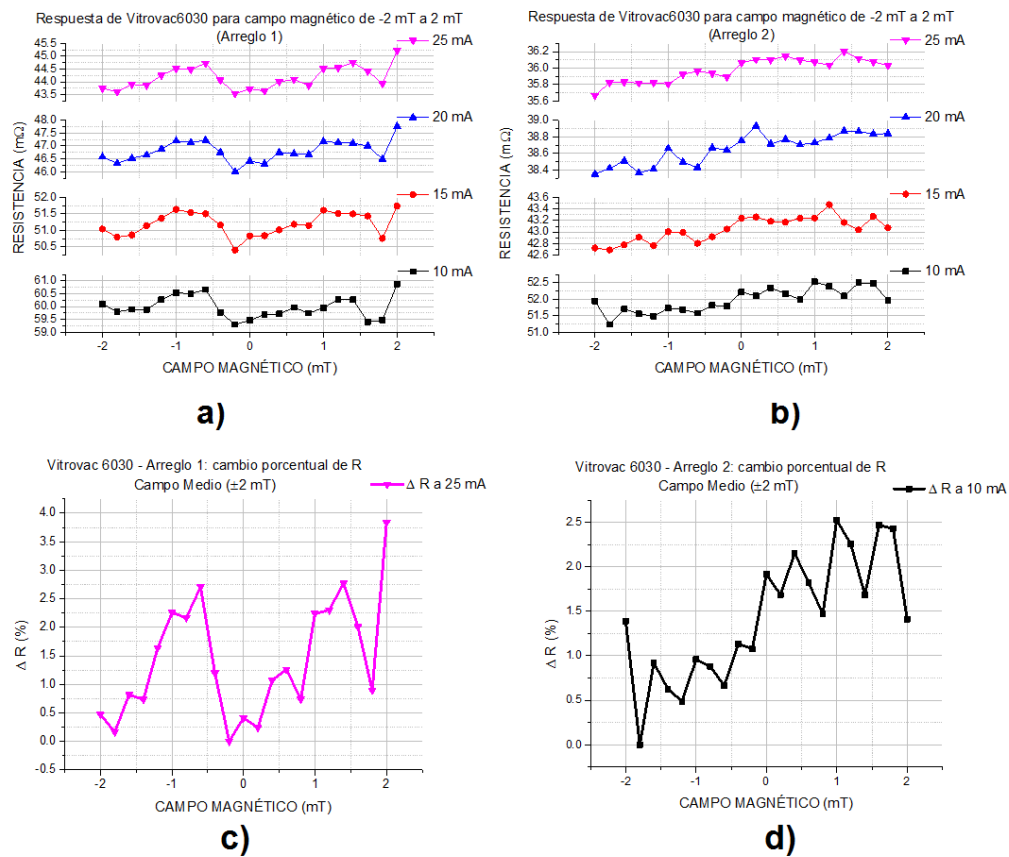 Respuesta de Vitrovac6030 para campo magnético de -2 mT a 2 mT
(Arreglo 1)
25 mA
45.5
45.0
44.5
44.0
43.5
20 mA
48.0
47.5
47.0
46.5
46.0
15 mA
52.0
51.5
51.0
50.5
10 mA
61.0
60.5
60.0
59.5
59.0
RESISTENCIA (mΩ)
-2 -1 0 1 2
CAMPO MAGNÉTICO (mT)
a)
Respuesta de Vitrovac6030 para campo magnético de -2 mT a 2 mT
(Arreglo 2)
25 mA
36.2
36.0
35.8
35.6
20 mA
39.0
38.8
38.6
38.4
15 mA
43.6
43.4
43.2
43.0
42.8
42.6
10 mA
52.5
52.0
51.5
51.0
RESISTENCIA (mΩ)
-2 -1 0 1 2
CAMPO MAGNÉTICO (mT)
b)
Vitrovac 6030 - Arreglo 1: cambio porcentual de R
Campo Medio (±2 mT)
Δ R a 25 mA
4.0
3.5
3.0
2.5
2.0
1.5
1.0
0.5
0.0
-0.5
Δ R (%)
-2 -1 0 1 2
CAMPO MAGNÉTICO (mT)
c)
Vitrovac 6030 - Arreglo 2: cambio porcentual de R
Campo Medio (±2 mT)
Δ R a 10 mA
2.5
2.0
1.5
1.0
0.5
0.0
Δ R (%)
-2 -1 0 1 2
CAMPO MAGNÉTICO (mT)
d)